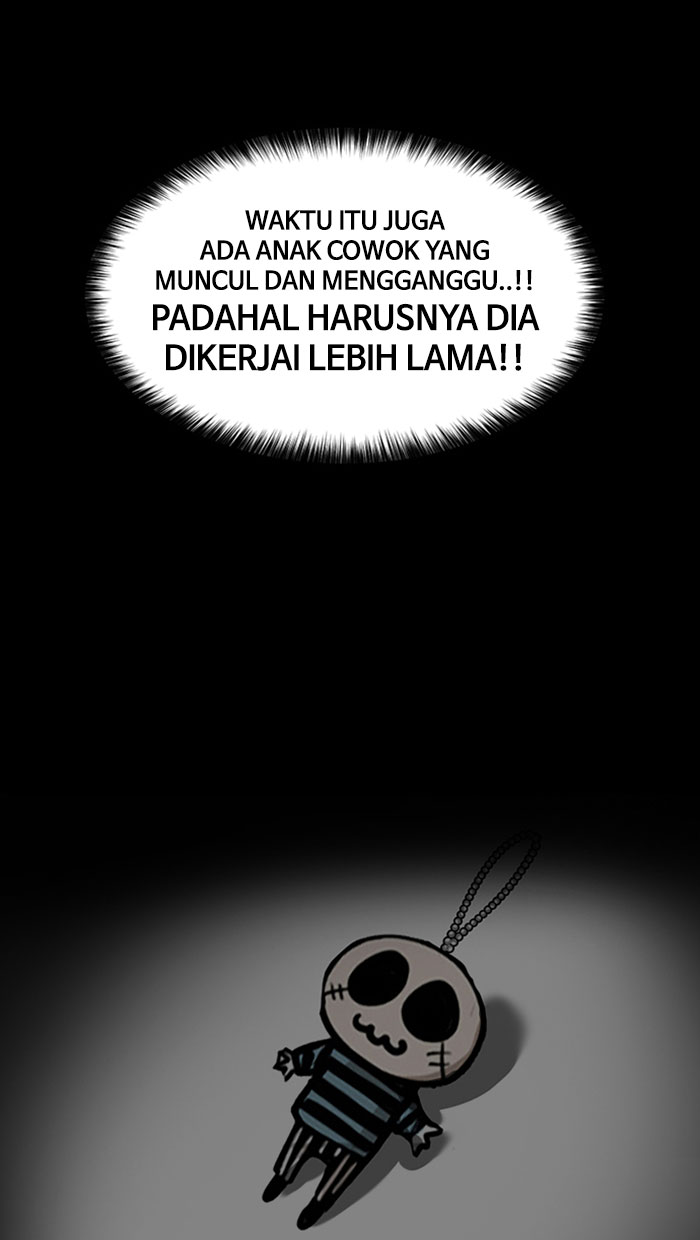 WAKTU ITU JUGA
ADA ANAK COWOK YANG
MUNCUL DAN MENGGANGGU..!!
PADAHAL HARUSNYA DIA
DIKERJAI LEBIH LAMA!!